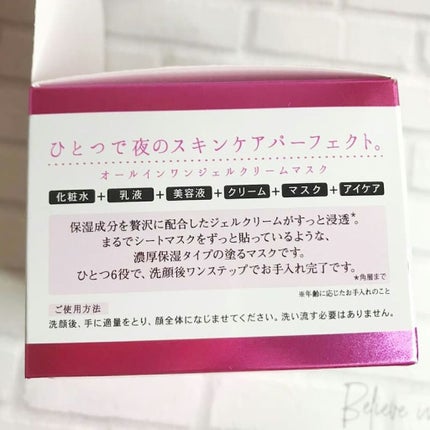 ひとつで夜のスキンケアパーフェクト。
オールインワンジェルクリームマスク
化粧水+乳液+美容液+クリーム+マスク+アイケア
保湿成分を贅沢に配合したジェルクリームがすっと浸透*。
まるでシートマスクをずっと貼っているような、
濃厚保湿タイプの塗るマスクです。
ひとつ6役で、洗顔後ワンステップでお手入れ完了です。
*角層まで
※年齢に応じたお手入れのこと
ご使用方法
洗顔後、手に適量をとり、顔全体になじませてください。洗い流す必要はありません。
Believe in